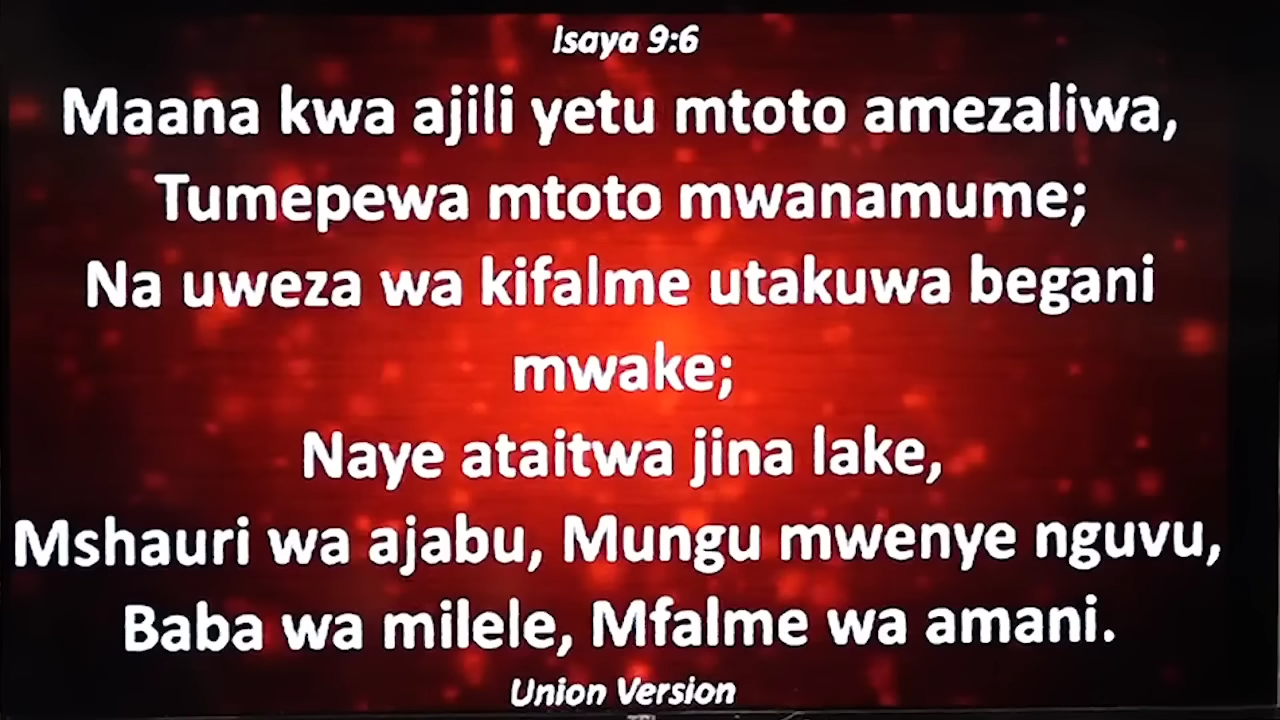 Isaya 9:6
Maana kwa ajili yetu mtoto amezaliwa,
Tumepewa mtoto mwanamume;
Na uweza wa kifalme utakuwa begani
mwake;
Naye ataitwa jina lake,
Mshauri wa ajabu, Mungu mwenye nguvu,
Baba wa milele, Mfalme wa amani.
Union Version